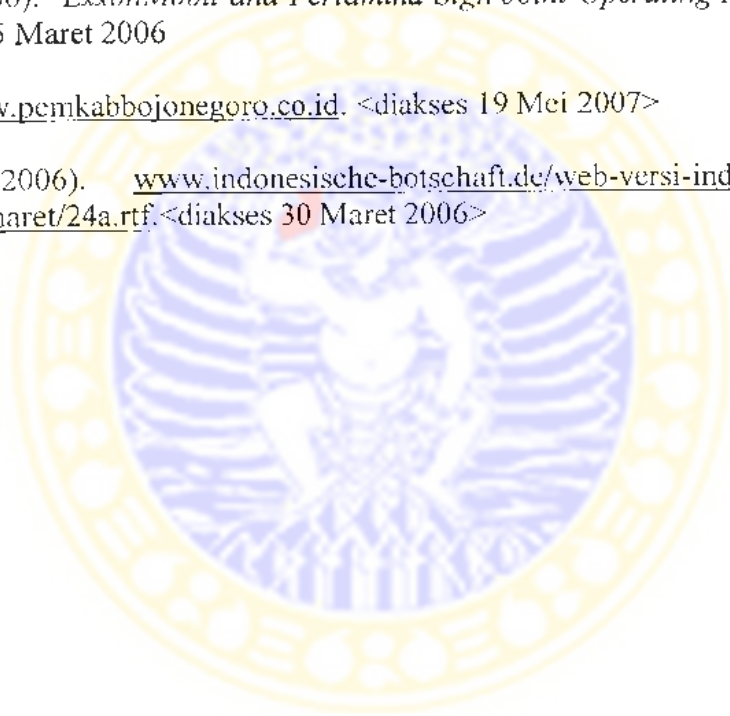 6). ExxonMobil and Pertamina Sign Joint Operating
Maret 2006
w.pemkabbojonegoro.co.id. <diakses 19 Mei 2007>
2006). www.indonesische-botschaft.de/web-versi-ind
naret/24a.rtf.<diakses 30 Maret 2006>